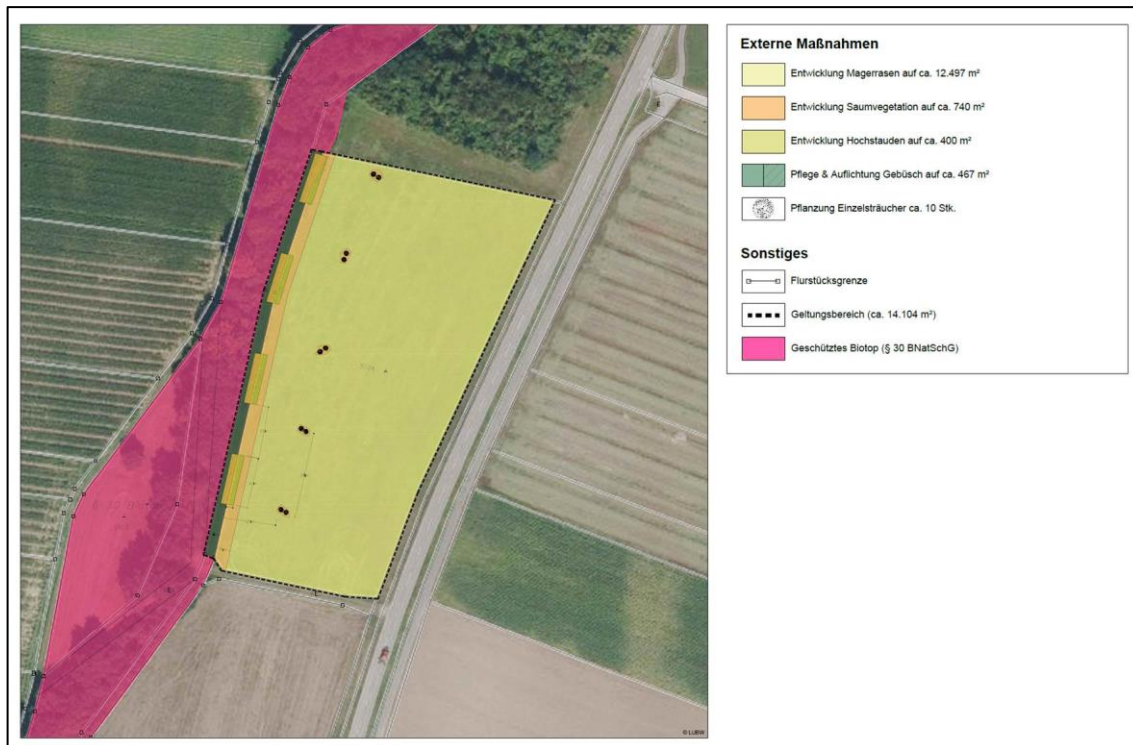 Externe Maßnahmen
Entwicklung Magerrasen auf ca. 12.497 m²
Entwicklung Saumvegetation auf ca. 740 m²
Entwicklung Hochstauden auf ca. 400 m²
Pflege & Auflichtung Gebüsch auf ca. 467 m²
Pflanzung Einzelsträucher ca. 10 Stk.
Sonstiges
Flurstücksgrenze
Geltungsbereich (ca. 14.104 m²)
Geschütztes Biotop (§ 30 BNatSchG)
© LUBW